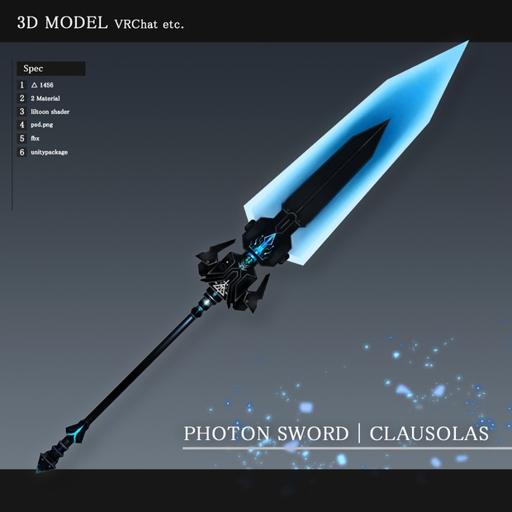 3D MODEL VRChat etc.
Spec
1 △ 1456
2 2 Material
3 liltoon shader
4 psd.png
5 fbx
6 unitypackage
PHOTON SWORD | CLAUSOLAS